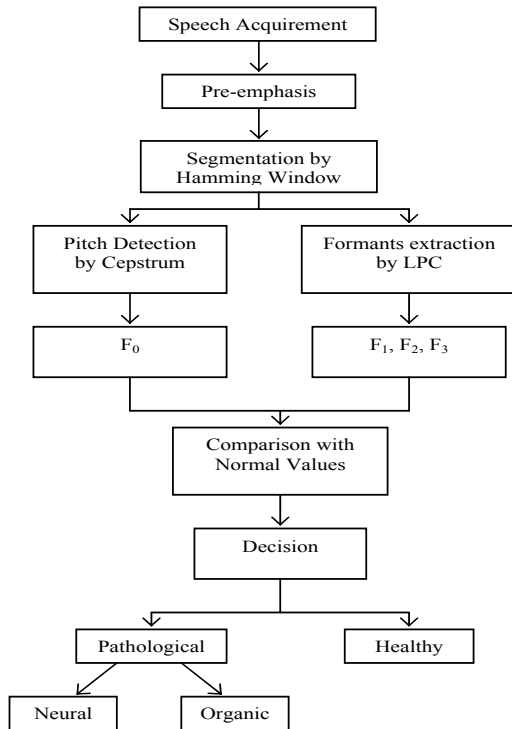 Speech Acquirement
Pre-emphasis
Segmentation by
Hamming Window
Pitch Detection
by Cepstrum
Formants extraction
by LPC
F₀
F₁, F₂, F₃
Comparison with
Normal Values
Decision
Pathological
Healthy
Neural
Organic